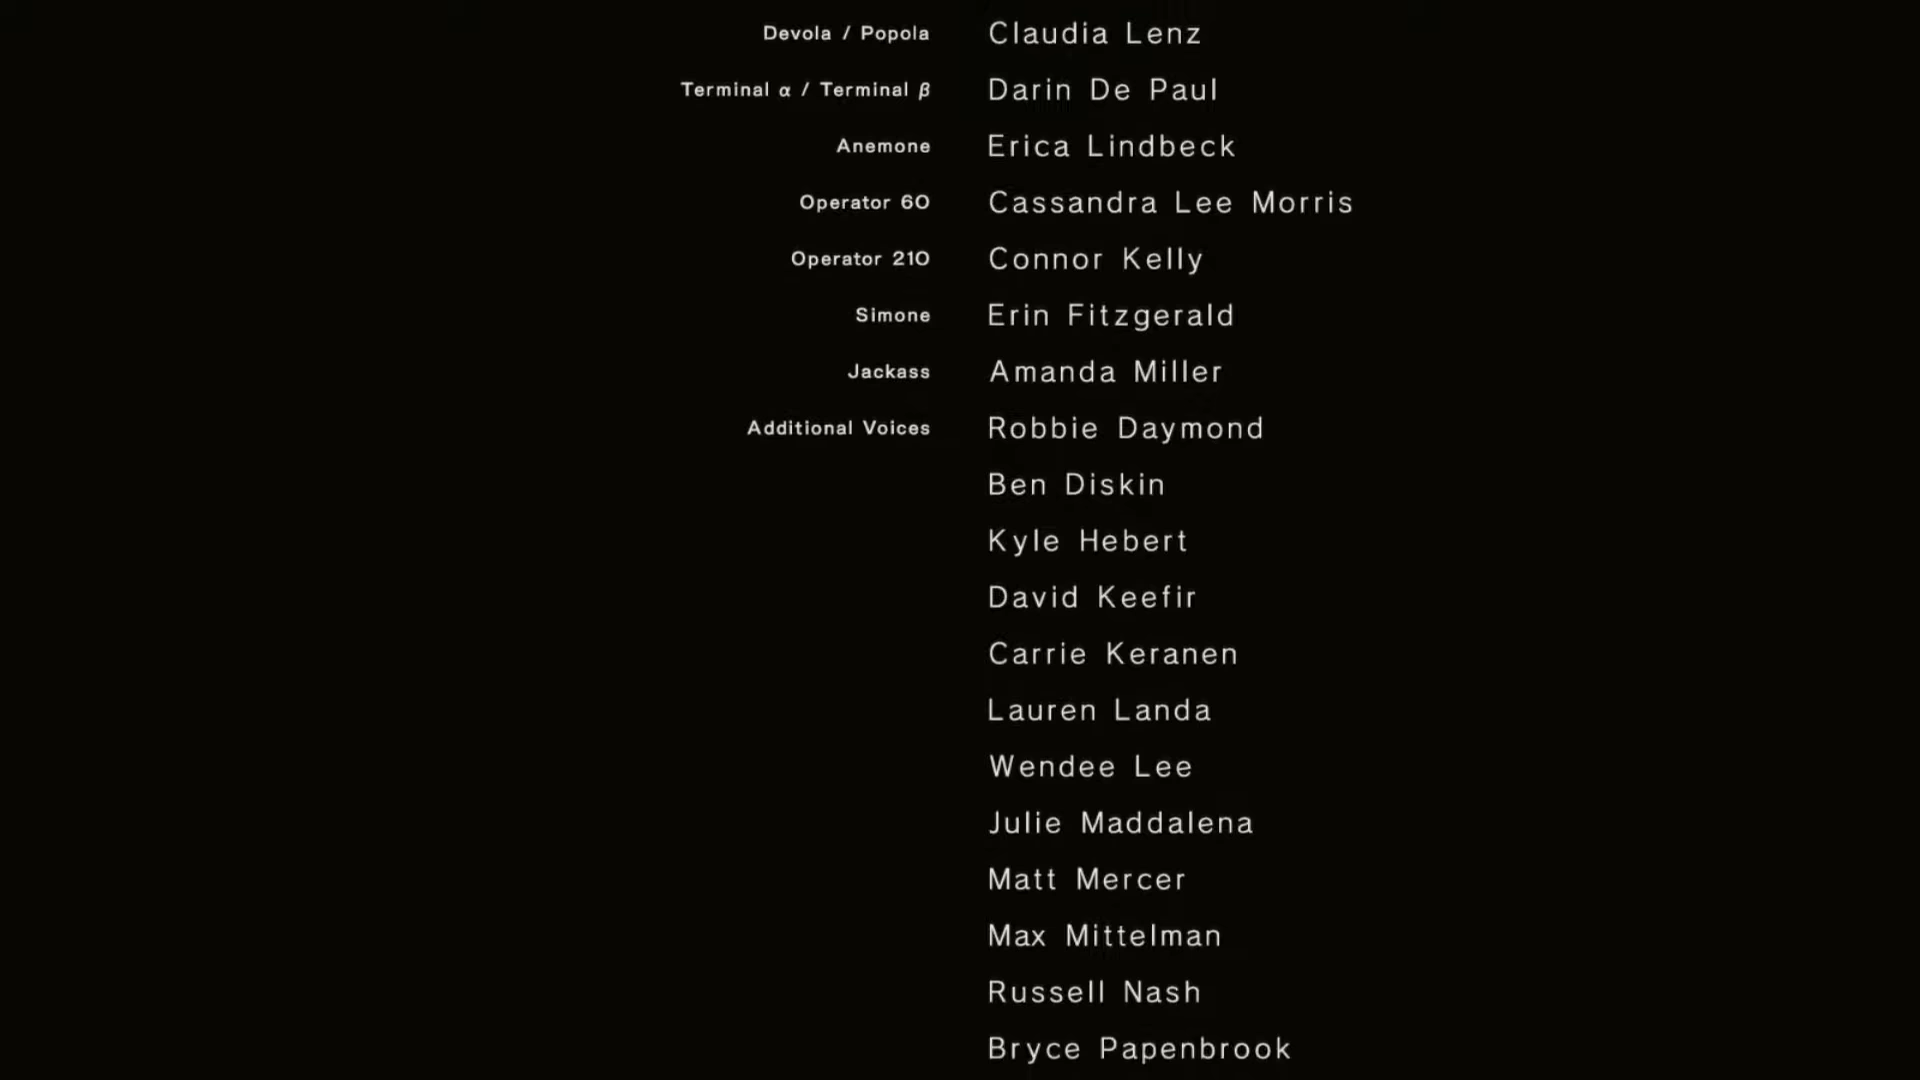 Devola / Popola Claudia Lenz
Terminal α / Terminal β Darin De Paul
Anemone Erica Lindbeck
Operator 6O Cassandra Lee Morris
Operator 21O Connor Kelly
Simone Erin Fitzgerald
Jackass Amanda Miller
Additional Voices Robbie Daymond
Ben Diskin
Kyle Hebert
David Keefir
Carrie Keranen
Lauren Landa
Wendee Lee
Julie Maddalena
Matt Mercer
Max Mittelman
Russell Nash
Bryce Papenbrook